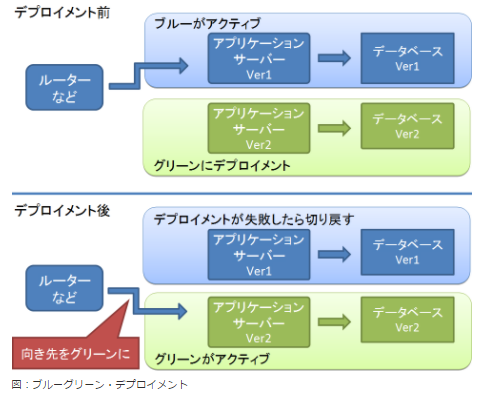 デプロイメント前
ブルーがアクティブ
ルーター
など
アプリケーション
サーバー
Ver1
データベース
Ver1
アプリケーション
サーバー
Ver2
データベース
Ver2
グリーンにデプロイメント
デプロイメント後
デプロイメントが失敗したら切り戻す
アプリケーション
サーバー
Ver1
データベース
Ver1
ルーター
など
アプリケーション
サーバー
Ver2
データベース
Ver2
向き先をグリーンに
グリーンがアクティブ
図：ブルーグリーン・デプロイメント